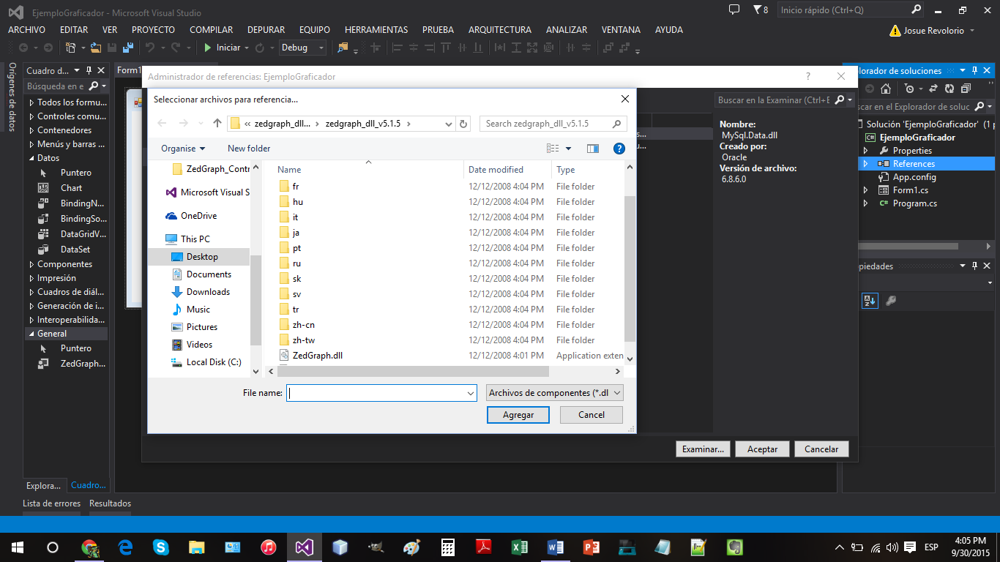 EjemploGraficador - Microsoft Visual Studio
8
Inicio rápido (Ctrl+Q)
ARCHIVO EDITAR VER PROYECTO COMPILAR DEPURAR EQUIPO HERRAMIENTAS PRUEBA ARQUITECTURA ANALIZAR VENTANA AYUDA
Josue Revolorio
Iniciar
Debug
Orígenes de datos
Cuadro d...
Búsqueda en e
Todos los formu...
Controles comu...
Contenedores
Menús y barras ...
Datos
Puntero
Chart
BindingN...
BindingSo...
DataGridV...
DataSet
Componentes
Impresión
Cuadros de diál...
Generación de i...
Interoperabilida...
General
Puntero
ZedGraph...
Explora...
Cuadro...
Form1
Administrador de referencias: EjemploGraficador
?
Seleccionar archivos para referencia...
« zedgraph_dll... › zedgraph_dll_v5.1.5 ›
Search zedgraph_dll_v5.1.5
Organise
New folder
ZedGraph_Contr
Microsoft Visual S
OneDrive
This PC
Desktop
Documents
Downloads
Music
Pictures
Videos
Local Disk (C:)
Name Date modified Type
fr 12/12/2008 4:04 PM File folder
hu 12/12/2008 4:04 PM File folder
it 12/12/2008 4:04 PM File folder
ja 12/12/2008 4:04 PM File folder
pt 12/12/2008 4:04 PM File folder
ru 12/12/2008 4:04 PM File folder
sk 12/12/2008 4:04 PM File folder
sv 12/12/2008 4:04 PM File folder
tr 12/12/2008 4:04 PM File folder
zh-cn 12/12/2008 4:04 PM File folder
zh-tw 12/12/2008 4:04 PM File folder
ZedGraph.dll 12/12/2008 4:01 PM Application exten
File name:
Archivos de componentes (*.dl
Agregar
Cancel
s...
u...
Buscar en la Examinar (Ctrl+E
Nombre:
MySql.Data.dll
Creado por:
Oracle
Versión de archivo:
6.8.6.0
Examinar...
Aceptar
Cancelar
lorador de soluciones
ar en el Explorador de soluc
Solución 'EjemploGraficador' (1 p
EjemploGraficador
Properties
References
App.config
Form1.cs
Program.cs
piedades
Lista de errores
Resultados
ESP
4:05 PM
9/30/2015